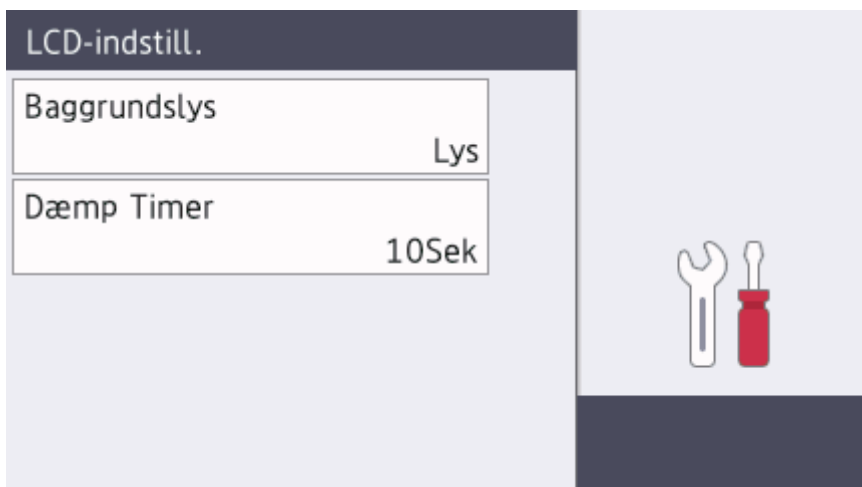 LCD-indstill.
Baggrundslys
Lys
Dæmp Timer
10Sek